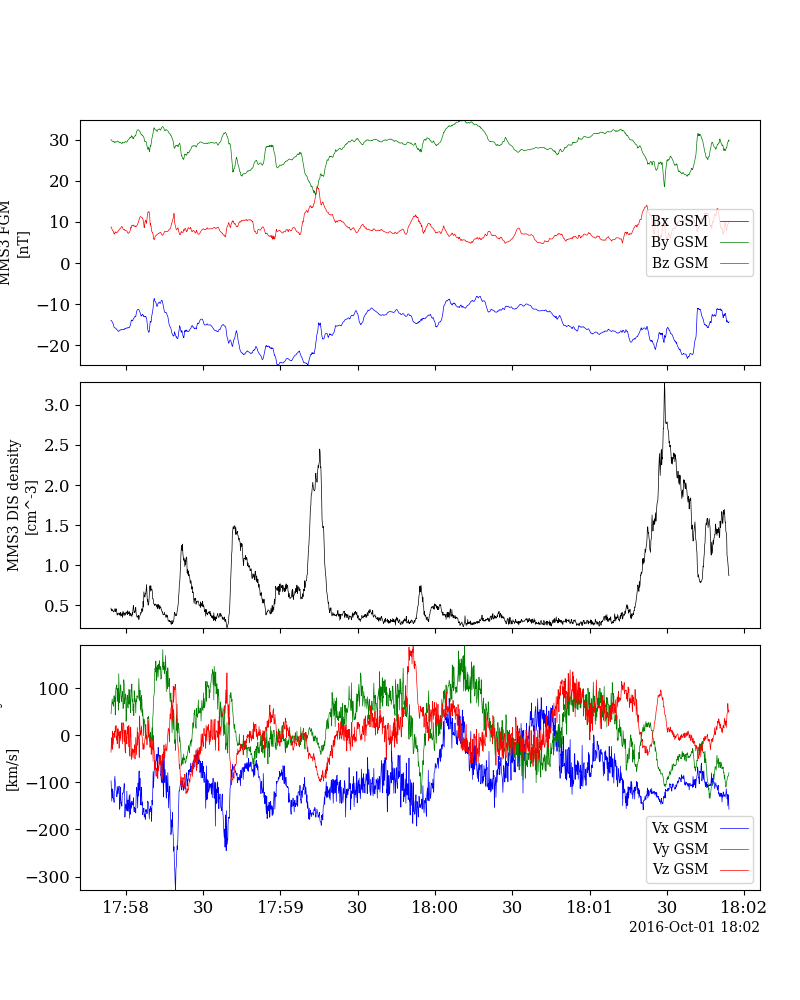 30
20
10
0
−10
−20
MMS3 FGM
[nT]
Bx GSM
By GSM
Bz GSM
3.0
2.5
2.0
1.5
1.0
0.5
MMS3 DIS density
[cm^-3]
100
0
−100
−200
−300
[km/s]
Vx GSM
Vy GSM
Vz GSM
17:58 30 17:59 30 18:00 30 18:01 30 18:02
2016-Oct-01 18:02